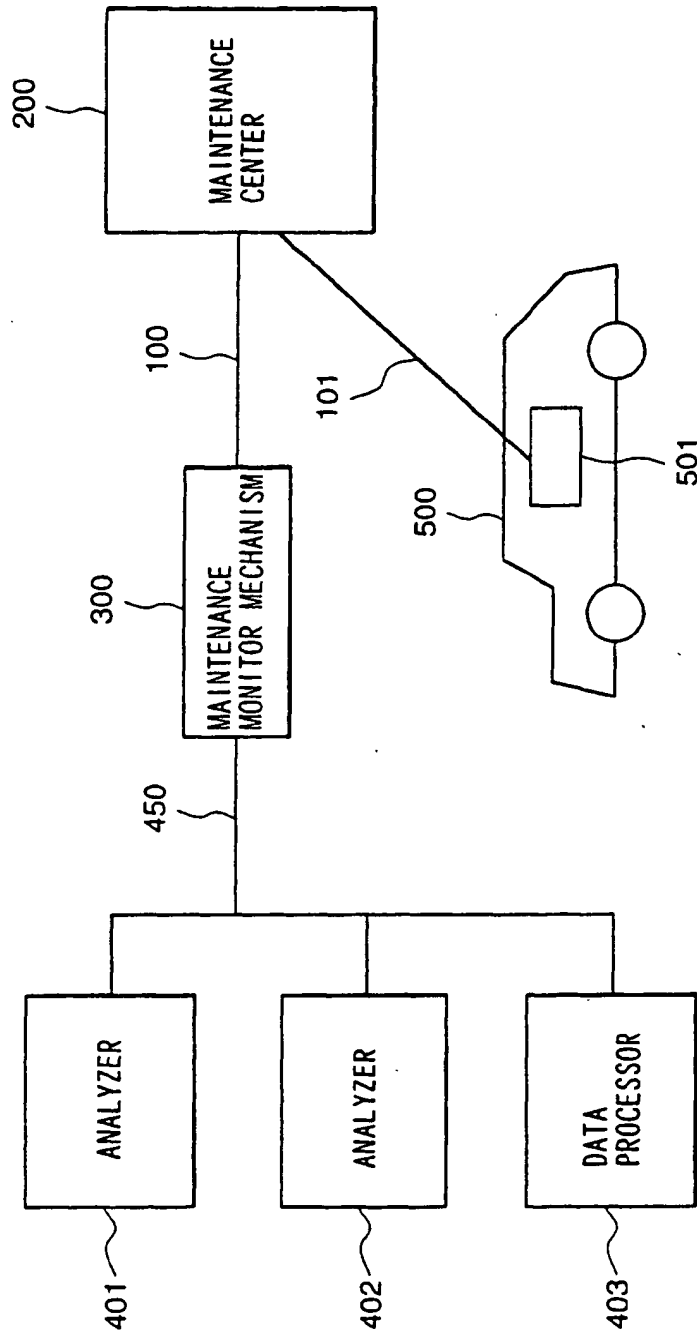 401
ANALYZER
402
ANALYZER
403
DATA
PROCESSOR
450
300
MAINTENANCE
MONITOR MECHANISM
100
200
MAINTENANCE
CENTER
101
500
501